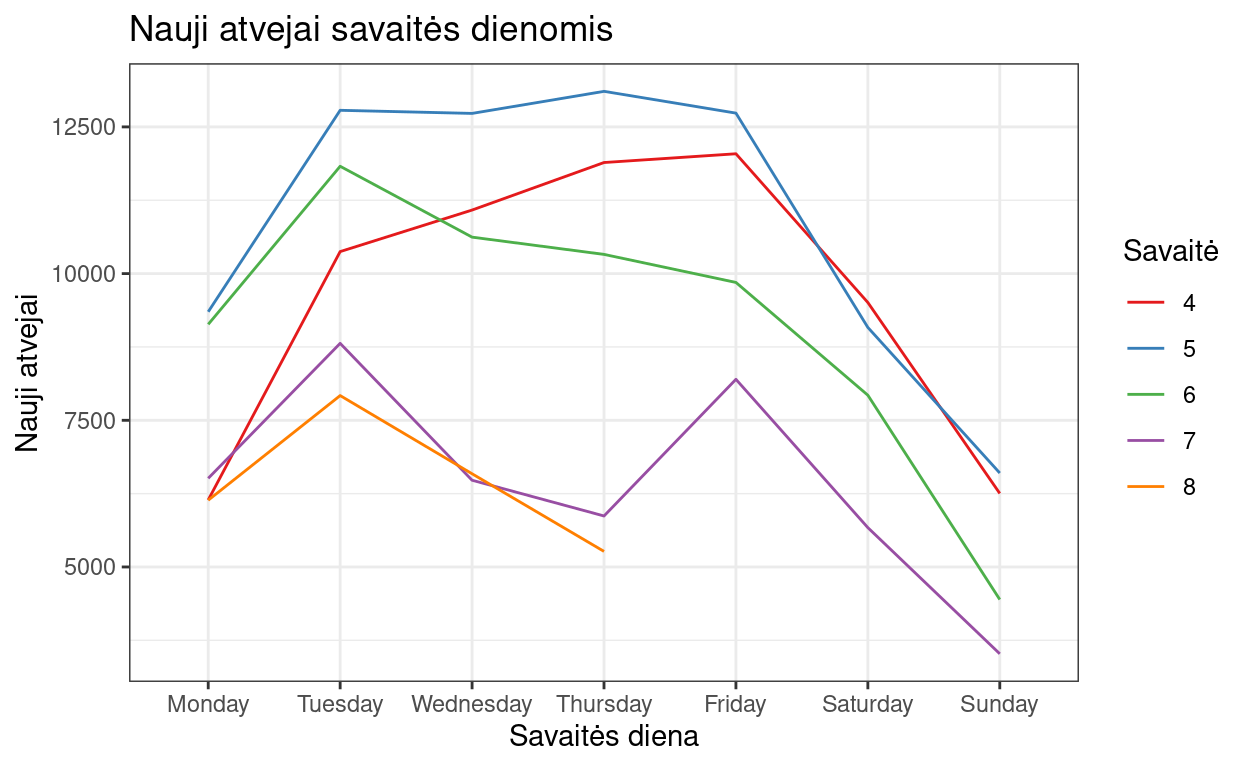 Nauji atvejai savaitės dienomis
Nauji atvejai
12500
10000
7500
5000
Monday Tuesday Wednesday Thursday Friday Saturday Sunday
Savaitės diena
Savaitė
4
5
6
7
8